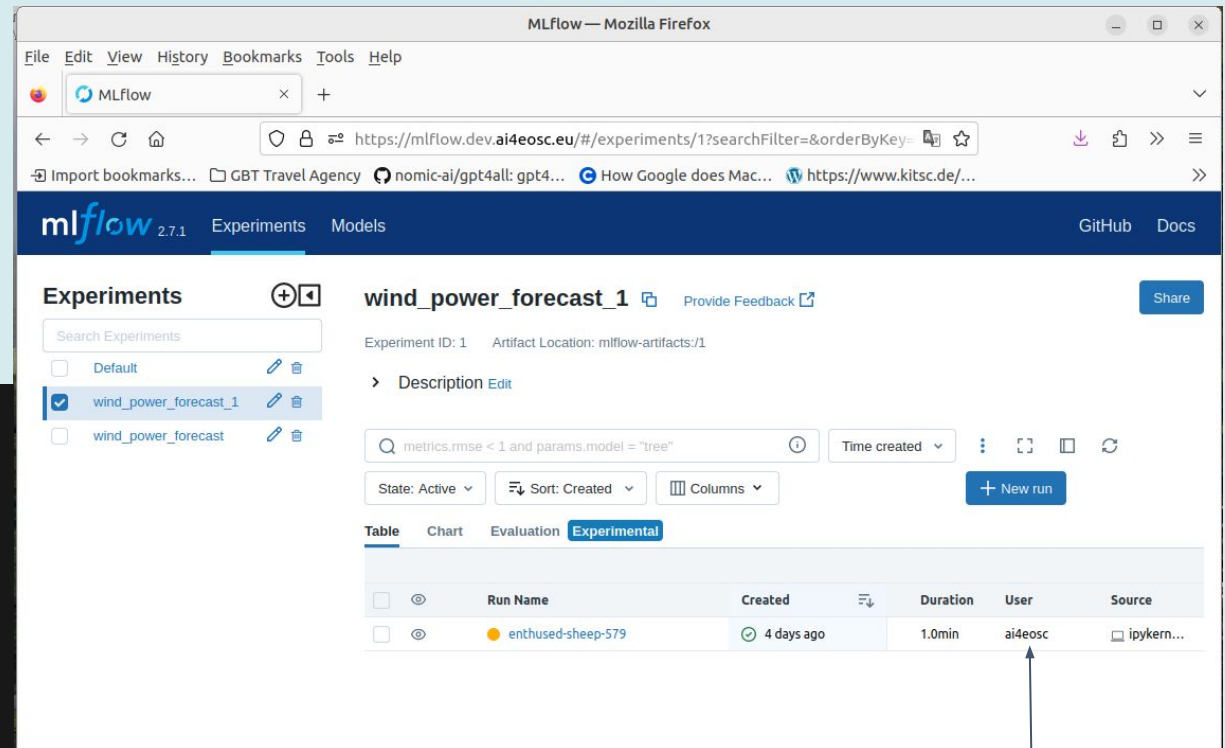 MLflow — Mozilla Firefox
File Edit View History Bookmarks Tools Help
MLflow
https://mlflow.dev.ai4eosc.eu/#/experiments/1?searchFilter=&orderByKey=
Import bookmarks... GBT Travel Agency nomic-ai/gpt4all: gpt4... How Google does Mac... https://www.kitsc.de/...
mlflow 2.7.1 Experiments Models GitHub Docs
Experiments
Search Experiments
Default
wind_power_forecast_1
wind_power_forecast
wind_power_forecast_1 Provide Feedback Share
Experiment ID: 1 Artifact Location: mlflow-artifacts:/1
Description Edit
metrics.rmse < 1 and params.model = "tree" Time created
State: Active Sort: Created Columns + New run
Table Chart Evaluation Experimental
Run Name Created Duration User Source
enthused-sheep-579 4 days ago 1.0min ai4eosc ipykern...